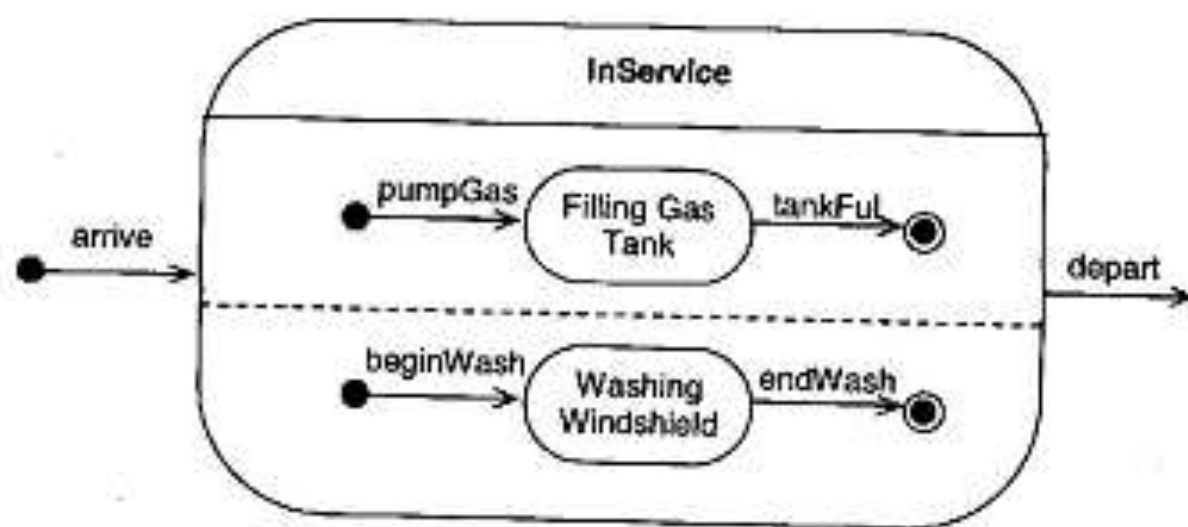 InService
pumpGas
Filling Gas
Tank
tankFul
arrive
depart
beginWash
Washing
Windshield
endWash